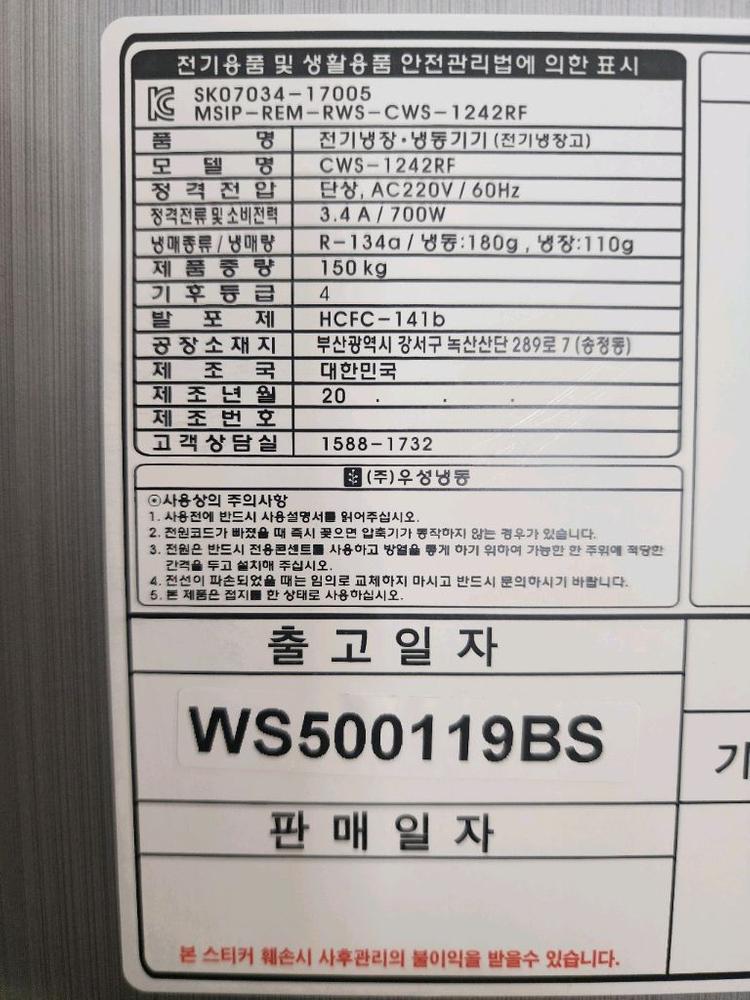 전기용품 및 생활용품 안전관리법에 의한 표시
SK07034-17005
MSIP-REM-RWS-CWS-1242RF
품 명 전기냉장·냉동기기 (전기냉장고)
모 델 명 CWS-1242RF
정 격 전 압 단상, AC220V / 60Hz
정격전류 및 소비전력 3.4 A / 700W
냉매종류 / 냉매량 R-134a / 냉동:180g , 냉장:110g
제 품 중 량 150 kg
기 후 등 급 4
발 포 제 HCFC-141b
공 장 소 재 지 부산광역시 강서구 녹산산단 289로 7 (송정동)
제 조 국 대한민국
제 조 년 월 20 . . .
제 조 번 호
고 객 상 담 실 1588-1732
(주)우성냉동
⊙사용상의 주의사항
1. 사용전에 반드시 사용설명서를 읽어주십시오.
2. 전원코드가 빠졌을 때 즉시 꽂으면 압축기가 동작하지 않는 경우가 있습니다.
3. 전원은 반드시 전용콘센트를 사용하고 방열을 좋게 하기 위하여 가능한 한 주위에 적당한
간격을 두고 설치해 주십시오.
4. 전선이 파손되었을 때는 임의로 교체하지 마시고 반드시 문의하시기 바랍니다.
5. 본 제품은 접지를 한 상태로 사용하십시오.
출 고 일 자
WS500119BS
기
판 매 일 자
본 스티커 훼손시 사후관리의 불이익을 받을수 있습니다.